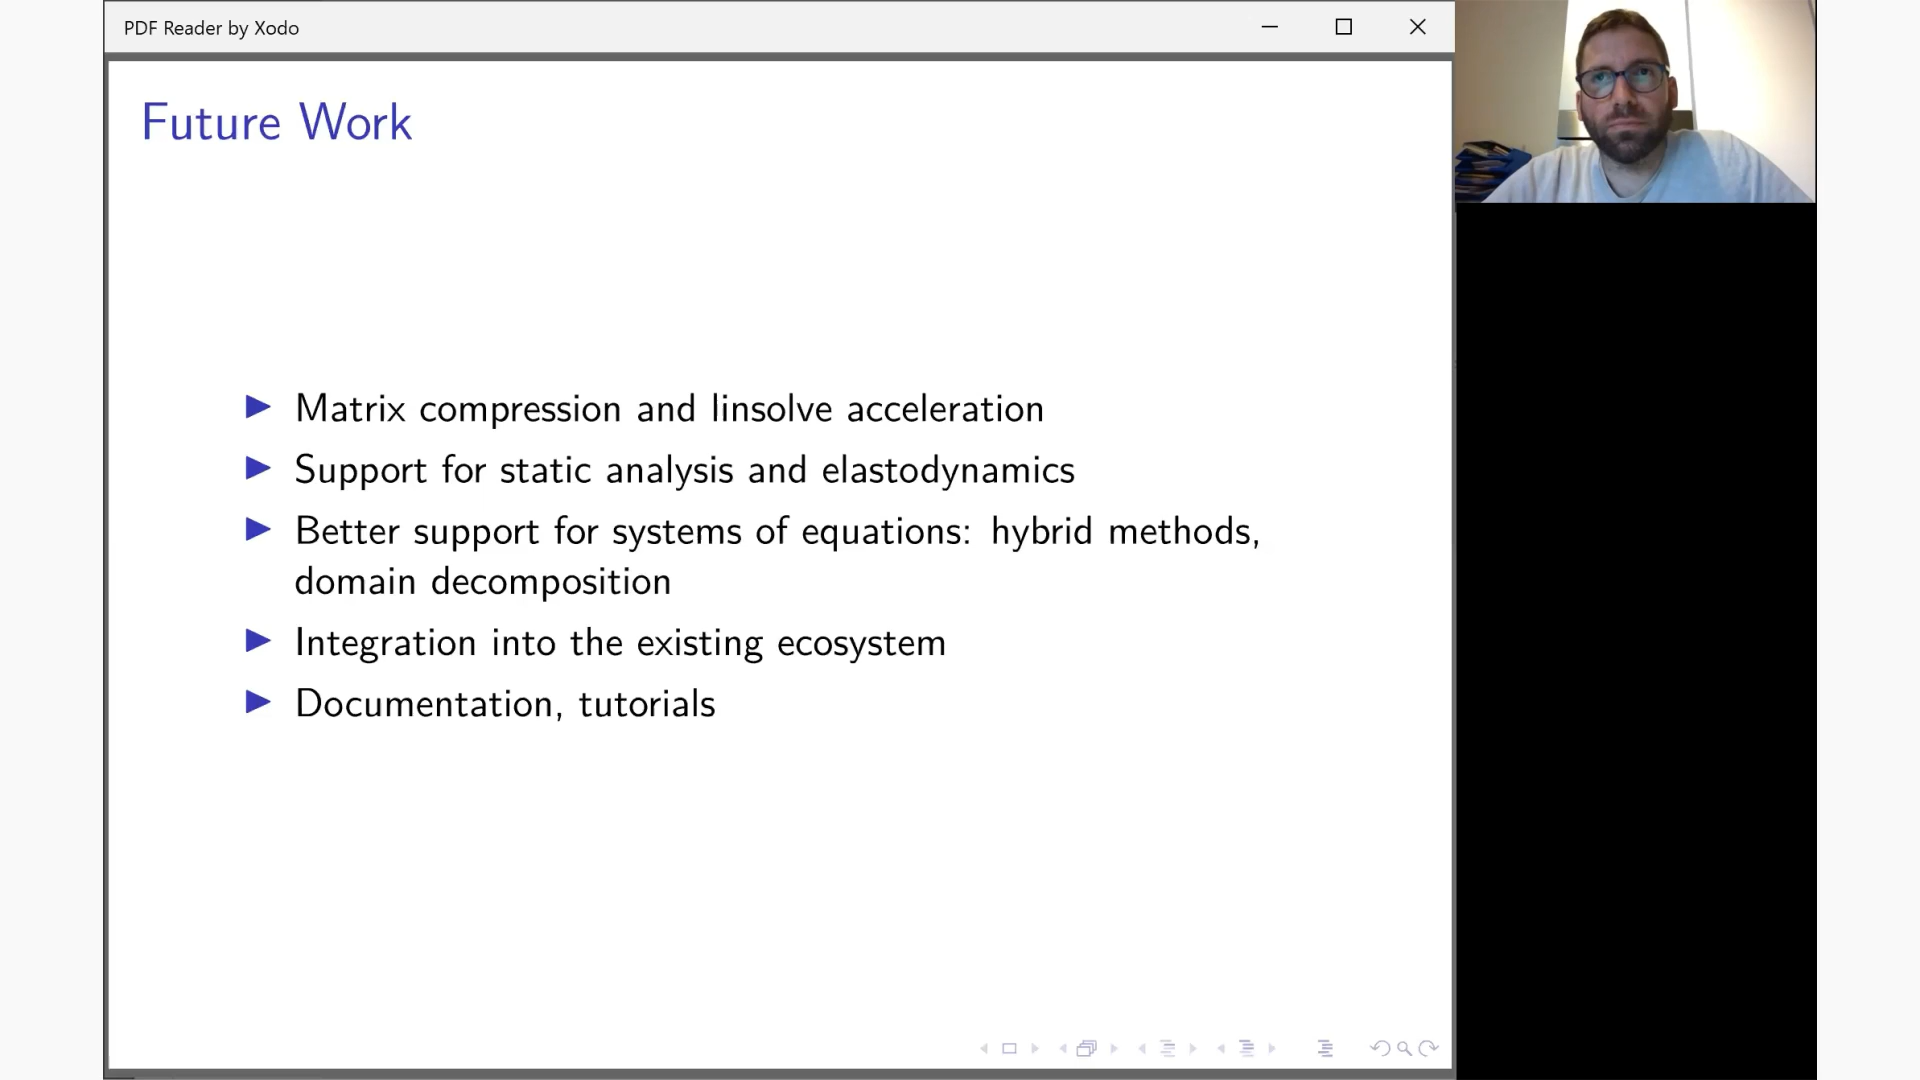 PDF Reader by Xodo
Future Work
Matrix compression and linsolve acceleration
Support for static analysis and elastodynamics
Better support for systems of equations: hybrid methods,
domain decomposition
Integration into the existing ecosystem
Documentation, tutorials